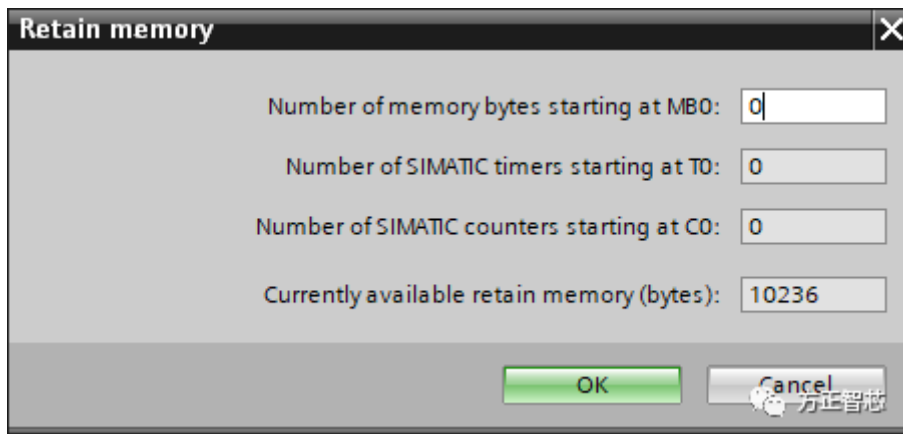 Retain memory
Number of memory bytes starting at MB0: 0
Number of SIMATIC timers starting at T0: 0
Number of SIMATIC counters starting at C0: 0
Currently available retain memory (bytes): 10236
OK Cancel
方正智芯